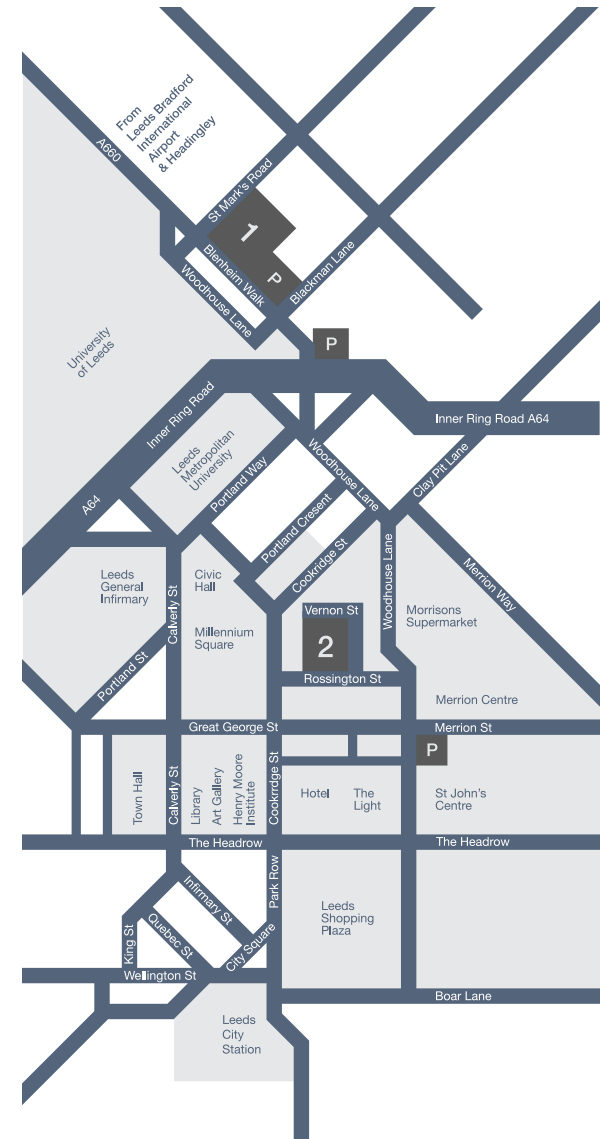 From
Leeds Bradford
International
Airport
& Headingley
A660
St Mark's Road
1
P
Blenheim Walk
Blackman Lane
Woodhouse Lane
University
of Leeds
P
Inner Ring Road
Inner Ring Road A64
A64
Leeds
Metropolitan
University
Portland Way
Woodhouse Lane
Clay Pit Lane
Portland Cresent
Cookridge St
Woodhouse Lane
Merrion Way
Leeds
General
Infirmary
Calverly St
Civic
Hall
Millennium
Square
Vernon St
2
Rossington St
Morrisons
Supermarket
Portland St
Merrion Centre
Great George St
Merrion St
P
Town Hall
Calverly St
Library
Art Gallery
Henry Moore
Institute
Cookrrdge St
Hotel
The
Light
St John's
Centre
The Headrow
The Headrow
Park Row
Infirmary St
Quebec St
King St
City Square
Leeds
Shopping
Plaza
Wellington St
Boar Lane
Leeds
City
Station